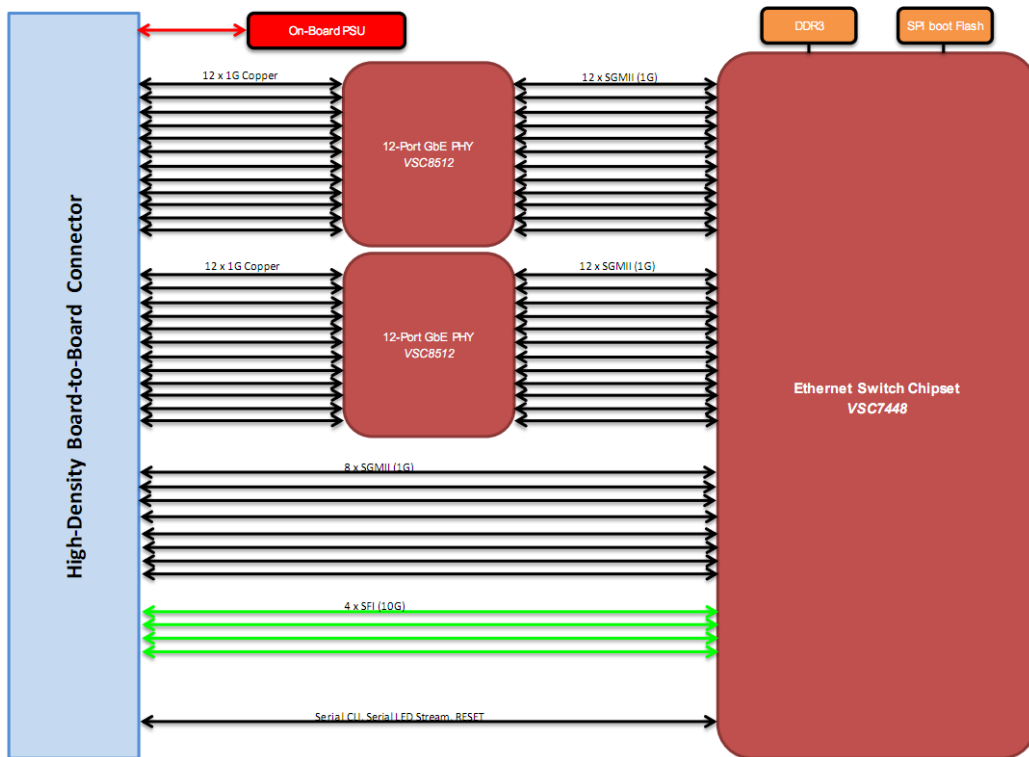 On-Board PSU
DDR3
SPI boot Flash
12 x 1G Copper
12 x SGMII (1G)
12-Port GbE PHY
VSC8512
12 x 1G Copper
12 x SGMII (1G)
12-Port GbE PHY
VSC8512
High-Density Board-to-Board Connector
Ethernet Switch Chipset
VSC7448
8 x SGMII (1G)
4 x SFI (10G)
Serial CLI, Serial LED Stream, RESET